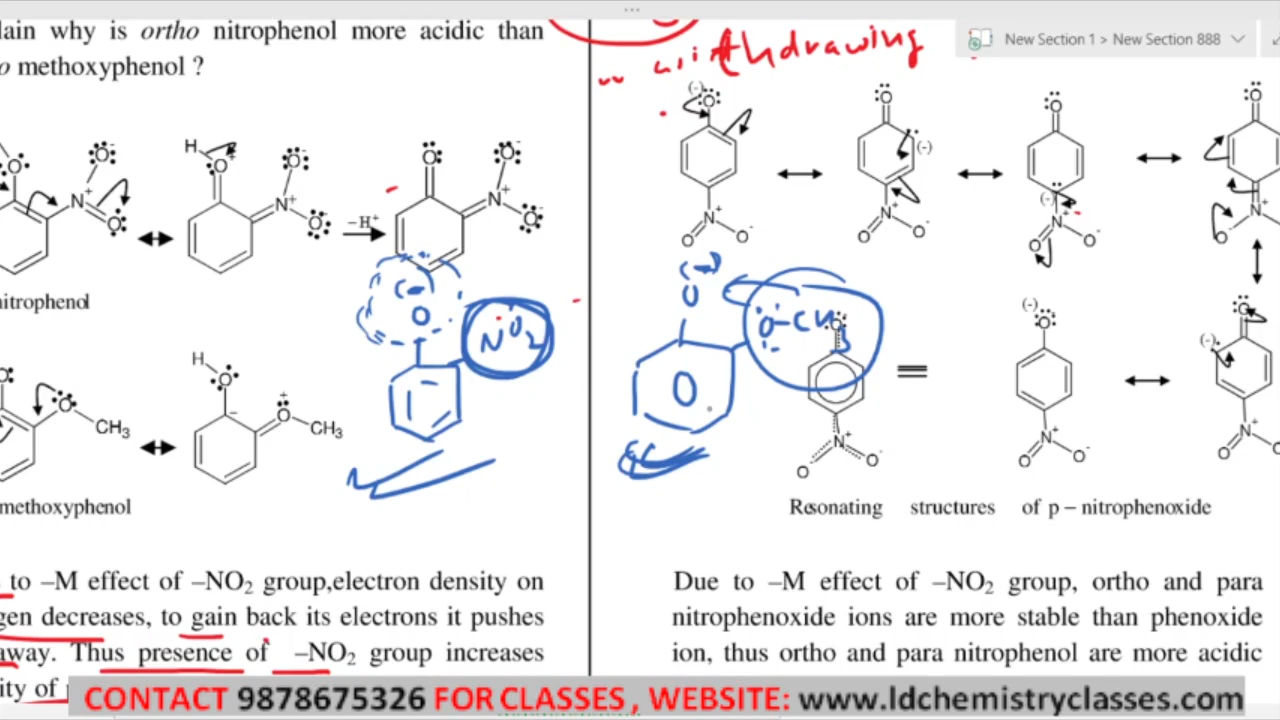 lain why is ortho nitrophenol more acidic than
o methoxyphenol ?
nitrophenol
methoxyphenol
to –M effect of –NO₂ group,electron density on
gen decreases, to gain back its electrons it pushes
away. Thus presence of –NO₂ group increases
ity of
withdrawing
New Section 1 > New Section 888
–H⁺
CH₃
CH₃
(–)
O
NO₂
(–)
O
O–CH₃
Resonating structures of p – nitrophenoxide
Due to –M effect of –NO₂ group, ortho and para
nitrophenoxide ions are more stable than phenoxide
ion, thus ortho and para nitrophenol are more acidic
CONTACT 9878675326 FOR CLASSES , WEBSITE: www.ldchemistryclasses.com